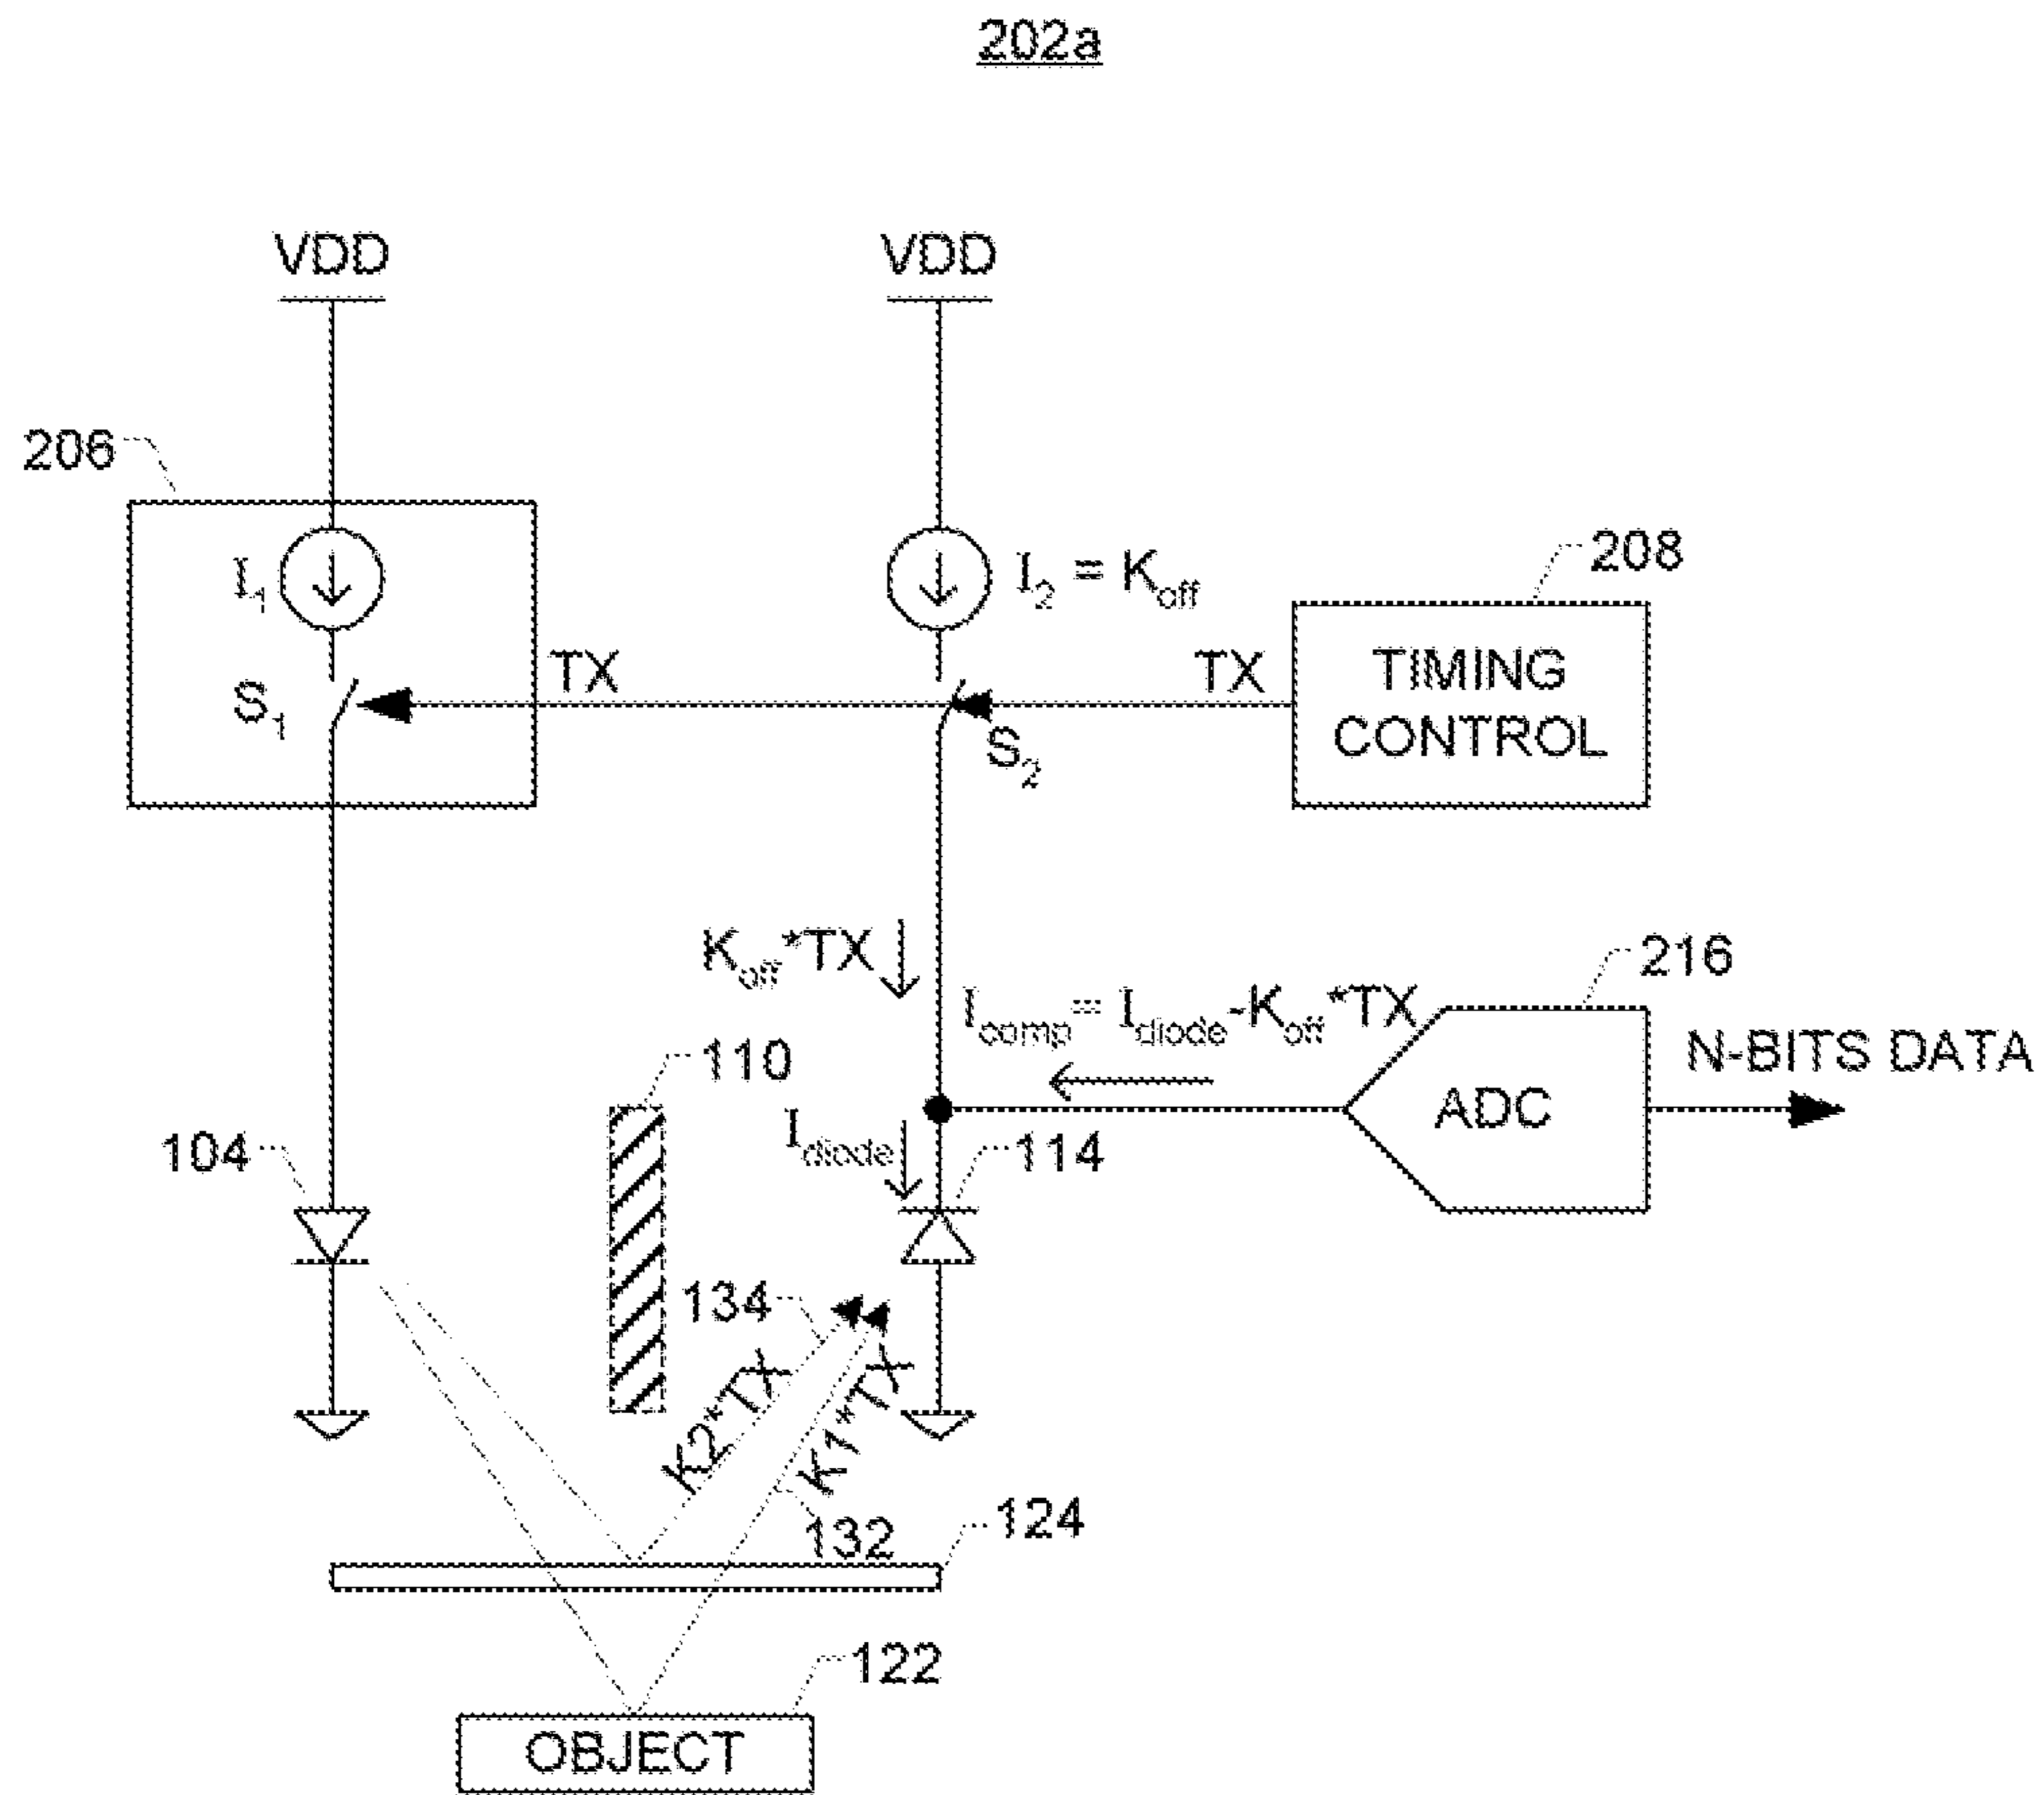 202a
VDD
VDD
206
I₁
I₂ = Koff
208
S₁
TX
S₂
TX
TIMING
CONTROL
Koff*TX
Icomp= Idiode-Koff*TX
216
N-BITS DATA
ADC
110
Idiode
104
114
134
K2*TX
K1*TX
132
124
122
OBJECT